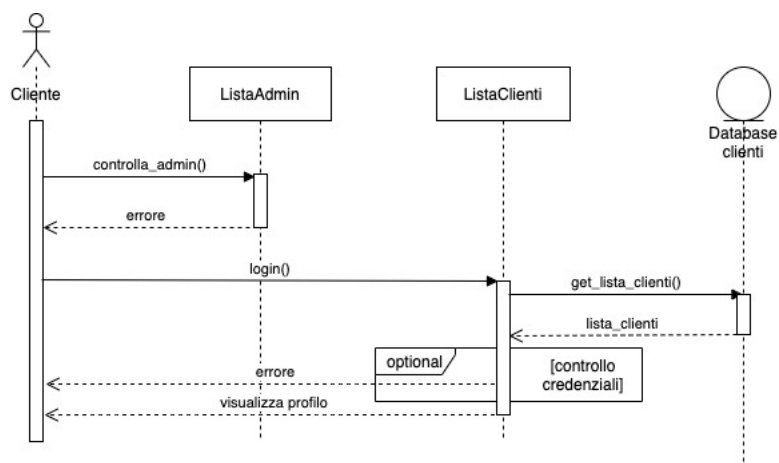 Cliente
ListaAdmin
ListaClienti
Database
clienti
controlla_admin()
errore
login()
get_lista_clienti()
lista_clienti
optional
[controllo
credenziali]
errore
visualizza profilo